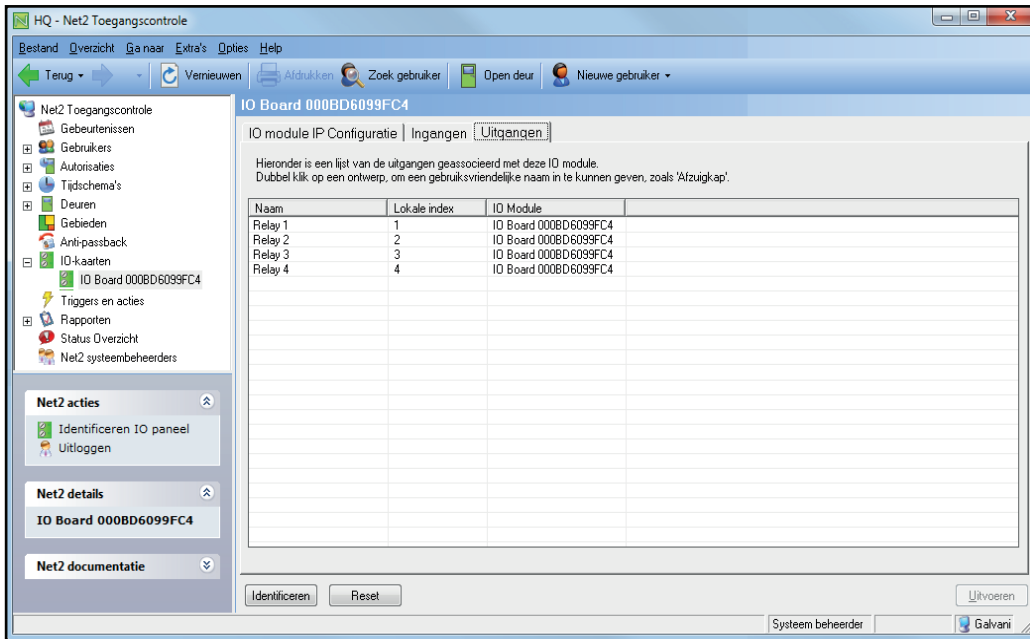 HQ - Net2 Toegangscontrole
Bestand Overzicht Ga naar Extra's Opties Help
Terug Vernieuwen Afdrukken Zoek gebruiker Open deur Nieuwe gebruiker
Net2 Toegangscontrole
Gebeurtenissen
Gebruikers
Autorisaties
Tijdschema's
Deuren
Gebieden
Anti-passback
IO-kaarten
IO Board 000BD6099FC4
Triggers en acties
Rapporten
Status Overzicht
Net2 systeembeheerders
Net2 acties
Identificeren IO paneel
Uitloggen
Net2 details
IO Board 000BD6099FC4
Net2 documentatie
IO Board 000BD6099FC4
IO module IP Configuratie Ingangen Uitgangen
Hieronder is een lijst van de uitgangen geassocieerd met deze IO module.
Dubbel klik op een ontwerp, om een gebruiksvriendelijke naam in te kunnen geven, zoals 'Afzuigkap'.
Naam Lokale index IO Module
Relay 1 1 IO Board 000BD6099FC4
Relay 2 2 IO Board 000BD6099FC4
Relay 3 3 IO Board 000BD6099FC4
Relay 4 4 IO Board 000BD6099FC4
Identificeren Reset Uitvoeren
Systeem beheerder Galvani